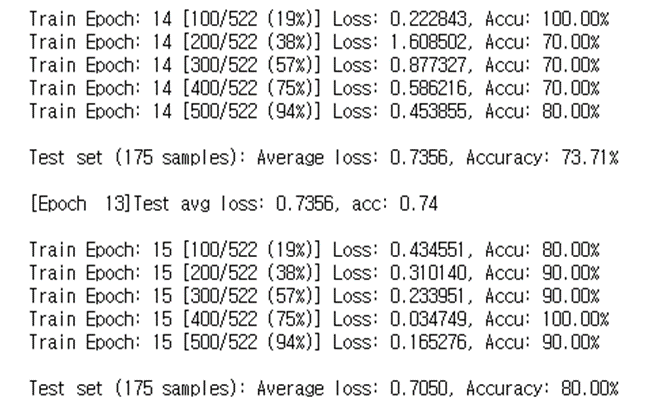 Train Epoch: 14 [100/522 (19%)] Loss: 0.222843, Accu: 100.00%
Train Epoch: 14 [200/522 (38%)] Loss: 1.608502, Accu: 70.00%
Train Epoch: 14 [300/522 (57%)] Loss: 0.877327, Accu: 70.00%
Train Epoch: 14 [400/522 (75%)] Loss: 0.586216, Accu: 70.00%
Train Epoch: 14 [500/522 (94%)] Loss: 0.453855, Accu: 80.00%
Test set (175 samples): Average loss: 0.7356, Accuracy: 73.71%
[Epoch  13]Test avg loss: 0.7356, acc: 0.74
Train Epoch: 15 [100/522 (19%)] Loss: 0.434551, Accu: 80.00%
Train Epoch: 15 [200/522 (38%)] Loss: 0.310140, Accu: 90.00%
Train Epoch: 15 [300/522 (57%)] Loss: 0.233951, Accu: 90.00%
Train Epoch: 15 [400/522 (75%)] Loss: 0.034749, Accu: 100.00%
Train Epoch: 15 [500/522 (94%)] Loss: 0.165276, Accu: 90.00%
Test set (175 samples): Average loss: 0.7050, Accuracy: 80.00%